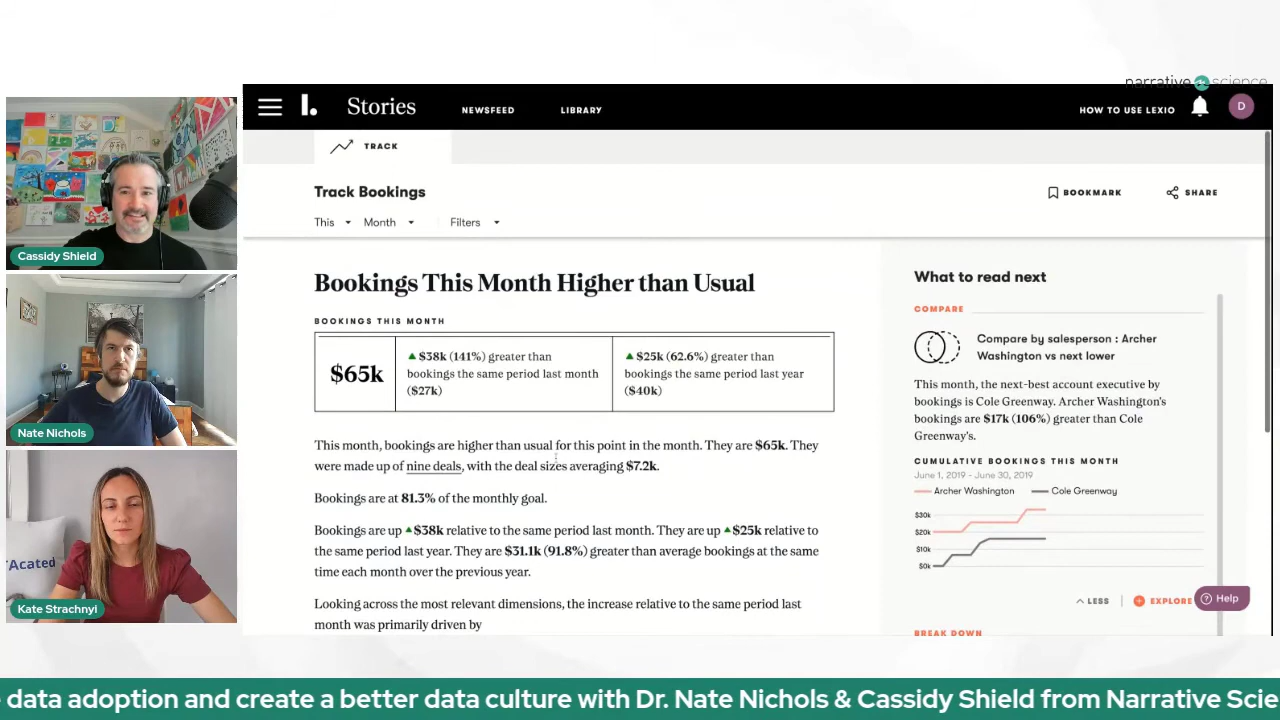 narrative science
Stories
NEWSFEED
LIBRARY
HOW TO USE LEXIO
D
TRACK
Track Bookings
BOOKMARK
SHARE
This
Month
Filters
Bookings This Month Higher than Usual
BOOKINGS THIS MONTH
$65k
$38k (141%) greater than
bookings the same period last month
($27k)
$25k (62.6%) greater than
bookings the same period last year
($40k)
This month, bookings are higher than usual for this point in the month. They are $65k. They
were made up of nine deals, with the deal sizes averaging $7.2k.
Bookings are at 81.3% of the monthly goal.
Bookings are up $38k relative to the same period last month. They are up $25k relative to
the same period last year. They are $31.1k (91.8%) greater than average bookings at the same
time each month over the previous year.
Looking across the most relevant dimensions, the increase relative to the same period last
month was primarily driven by
What to read next
COMPARE
Compare by salesperson : Archer
Washington vs next lower
This month, the next-best account executive by
bookings is Cole Greenway. Archer Washington's
bookings are $17k (106%) greater than Cole
Greenway's.
CUMULATIVE BOOKINGS THIS MONTH
June 1, 2019 - June 30, 2019
Archer Washington
Cole Greenway
$30k
$20k
$10k
$0k
LESS
EXPLORE
Help
BREAK DOWN
Cassidy Shield
Nate Nichols
Acated
Kate Strachnyi
data adoption and create a better data culture with Dr. Nate Nichols & Cassidy Shield from Narrative Scie